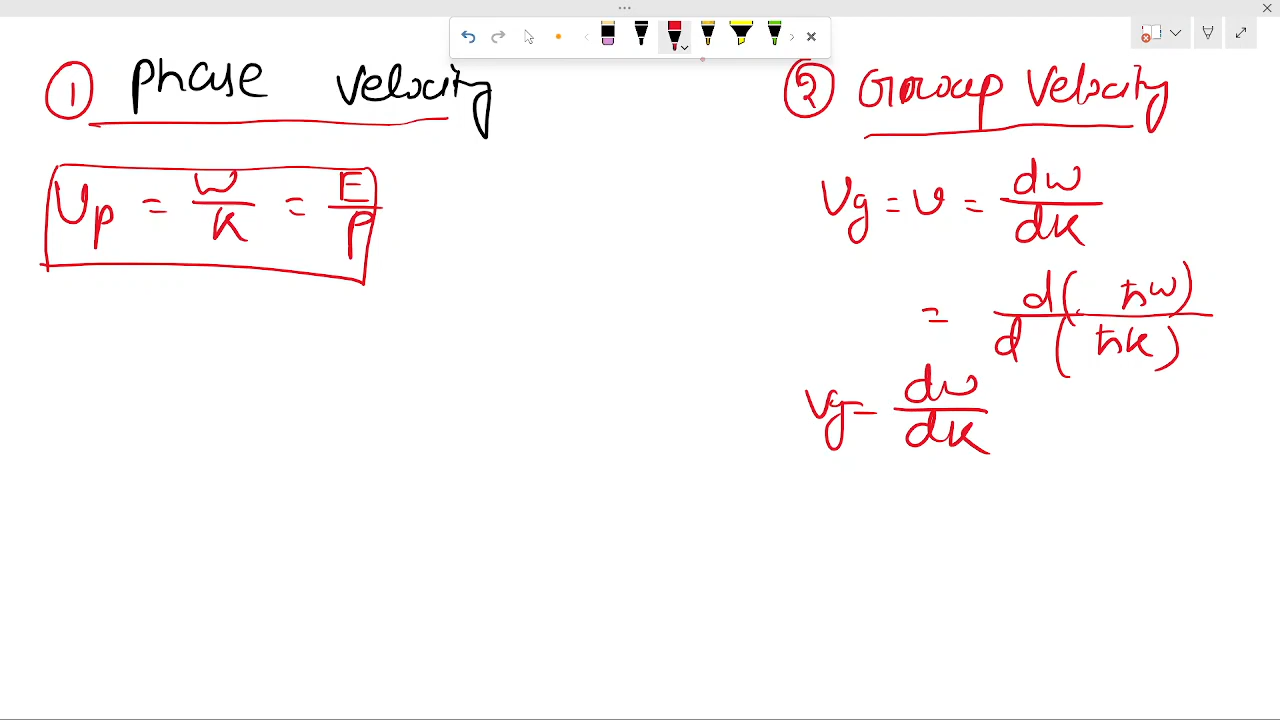 ① Phase Velocity
Vp = ω/k = E/p
② Group Velocity
Vg = v = dω/dk
= d(ħω)/d(ħk)
Vg = dω/dk